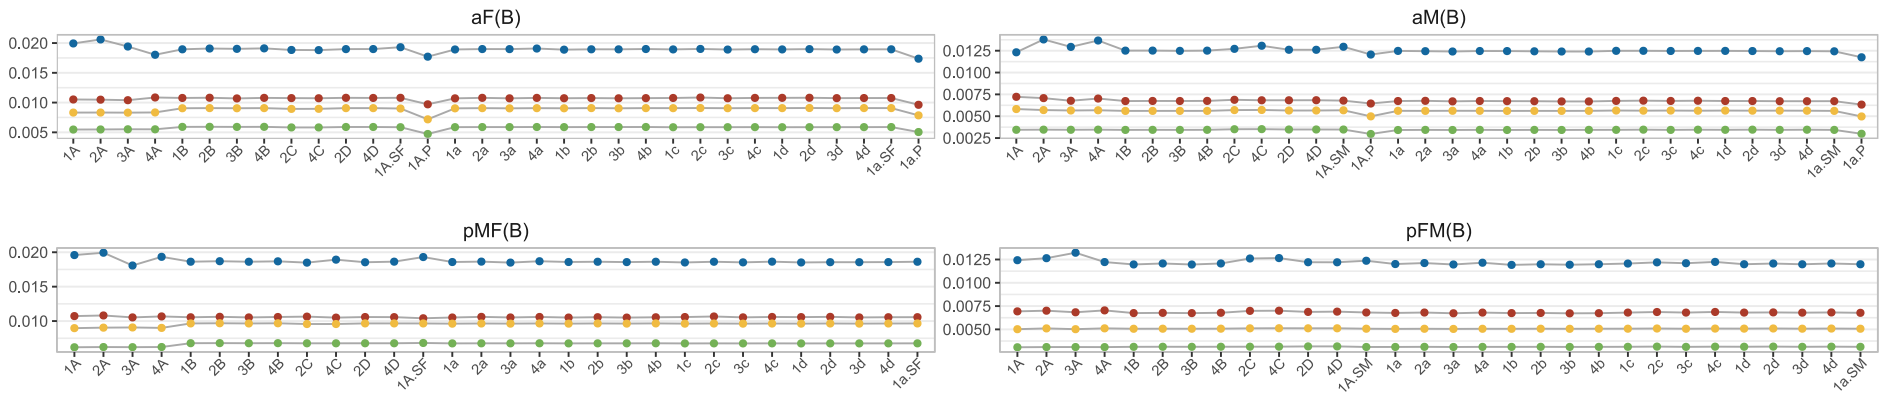 aF(B)
0.020
0.015
0.010
0.005
1A 2A 3A 4A 1B 2B 3B 4B 2C 4C 2D 4D 1A.SF 1A.P 1a 2a 3a 4a 1b 2b 3b 4b 1c 2c 3c 4c 1d 2d 3d 4d 1a.SF 1a.P
aM(B)
0.0125
0.0100
0.0075
0.0050
0.0025
1A 2A 3A 4A 1B 2B 3B 4B 2C 4C 2D 4D 1A.SM 1A.P 1a 2a 3a 4a 1b 2b 3b 4b 1c 2c 3c 4c 1d 2d 3d 4d 1a.SM 1a.P
pMF(B)
0.020
0.015
0.010
1A 2A 3A 4A 1B 2B 3B 4B 2C 4C 2D 4D 1A.SF 1a 2a 3a 4a 1b 2b 3b 4b 1c 2c 3c 4c 1d 2d 3d 4d 1a.SF
pFM(B)
0.0125
0.0100
0.0075
0.0050
1A 2A 3A 4A 1B 2B 3B 4B 2C 4C 2D 4D 1A.SM 1a 2a 3a 4a 1b 2b 3b 4b 1c 2c 3c 4c 1d 2d 3d 4d 1a.SM